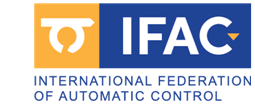 IFAC
INTERNATIONAL FEDERATION
OF AUTOMATIC CONTROL